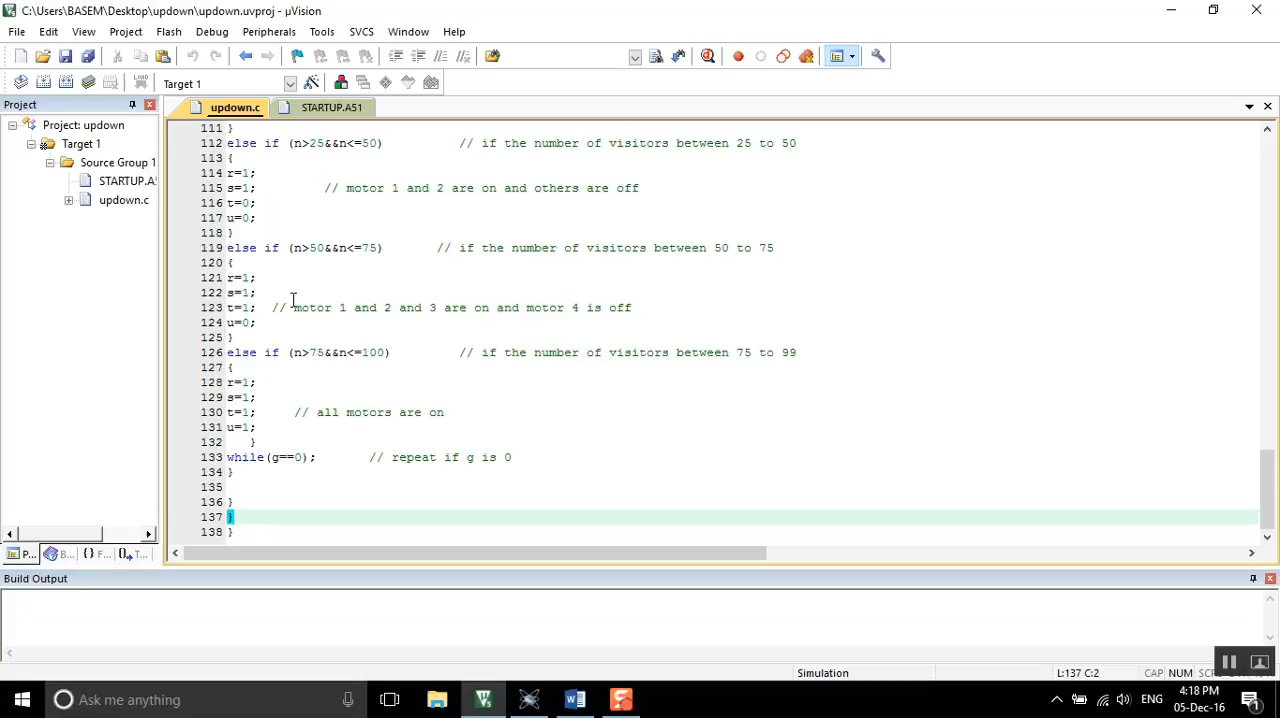 C:\Users\BASEM\Desktop\updown\updown.uvproj - µVision
File Edit View Project Flash Debug Peripherals Tools SVCS Window Help
LOAD Target 1
Project
updown.c STARTUP.A51
Project: updown
Target 1
Source Group 1
STARTUP.A5
updown.c
111 }
112 else if (n>25&&n<=50) // if the number of visitors between 25 to 50
113 {
114 r=1;
115 s=1; // motor 1 and 2 are on and others are off
116 t=0;
117 u=0;
118 }
119 else if (n>50&&n<=75) // if the number of visitors between 50 to 75
120 {
121 r=1;
122 s=1;
123 t=1; // motor 1 and 2 and 3 are on and motor 4 is off
124 u=0;
125 }
126 else if (n>75&&n<=100) // if the number of visitors between 75 to 99
127 {
128 r=1;
129 s=1;
130 t=1; // all motors are on
131 u=1;
132 }
133 while(g==0); // repeat if g is 0
134 }
135
136 }
137 }
138 }
P... B... {} F... T...
Build Output
Simulation L:137 C:2 CAP NUM SCR
Ask me anything
ENG 4:18 PM
05-Dec-16